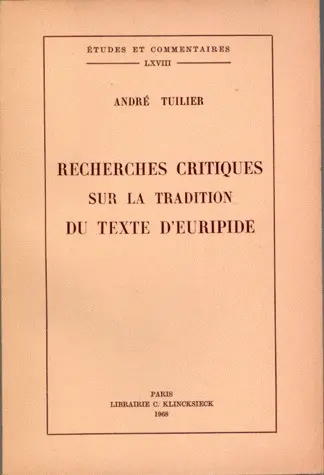 ÉTUDES ET COMMENTAIRES
LXVIII
ANDRÉ TUILIER
RECHERCHES CRITIQUES
SUR LA TRADITION
DU TEXTE D'EURIPIDE
PARIS
LIBRAIRIE C. KLINCKSIECK
1968